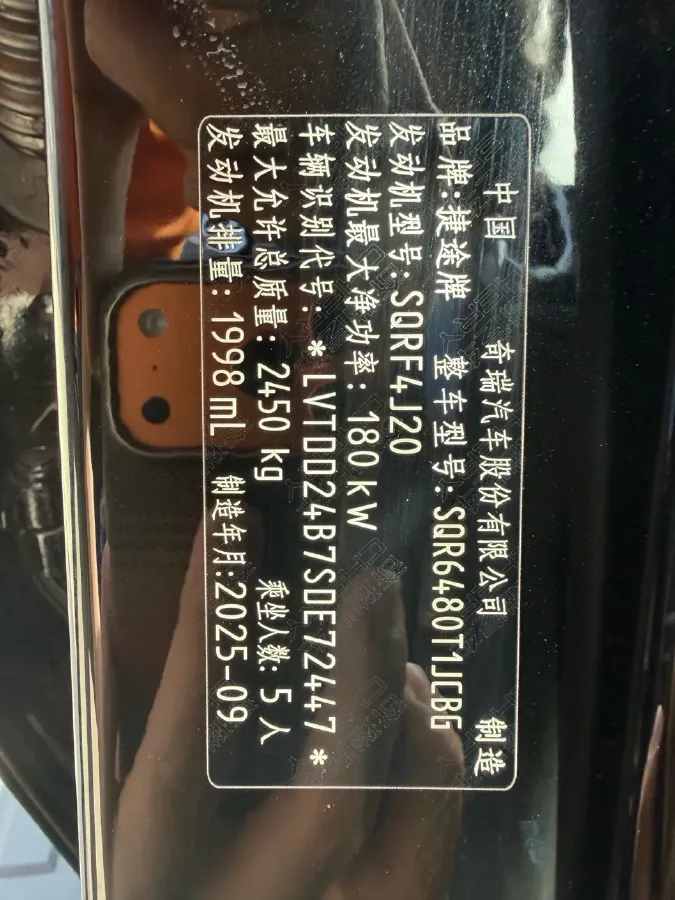 中国 奇瑞汽车股份有限公司 制造
品牌:捷途牌 整车型号:SQR6480T1JCBG
发动机型号:SQRF4J20
发动机最大净功率:180 kW
车辆识别代号:*LVTDD24B7SDE72447*
最大允许总质量:2450 kg 乘坐人数:5人
发动机排量:1998 mL 制造年月:2025-09